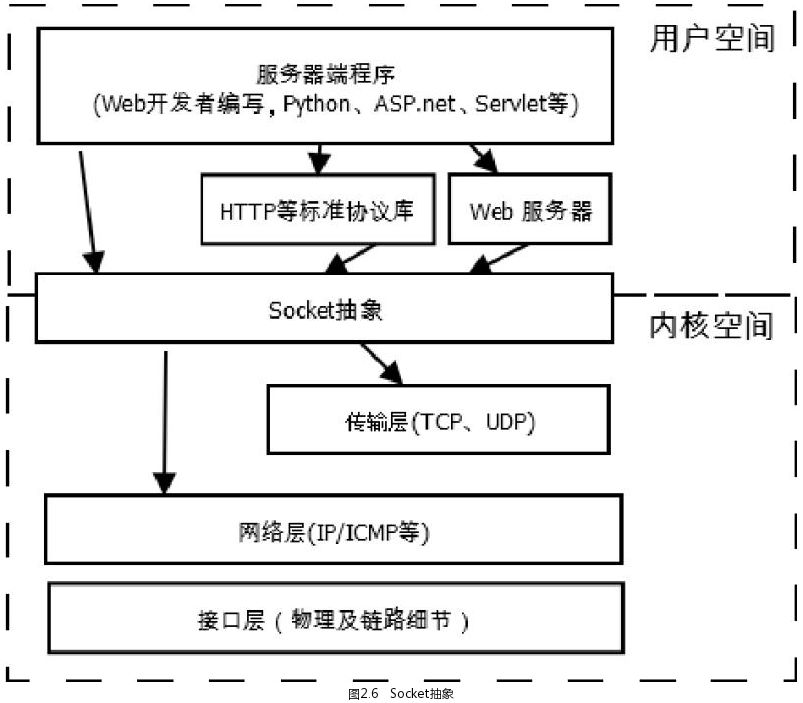 用户空间
服务器端程序
(Web开发者编写, Python、ASP.net、Servlet等)
HTTP等标准协议库
Web 服务器
Socket抽象
内核空间
传输层(TCP、UDP)
网络层(IP/ICMP等)
接口层（物理及链路细节）
图2.6 Socket抽象